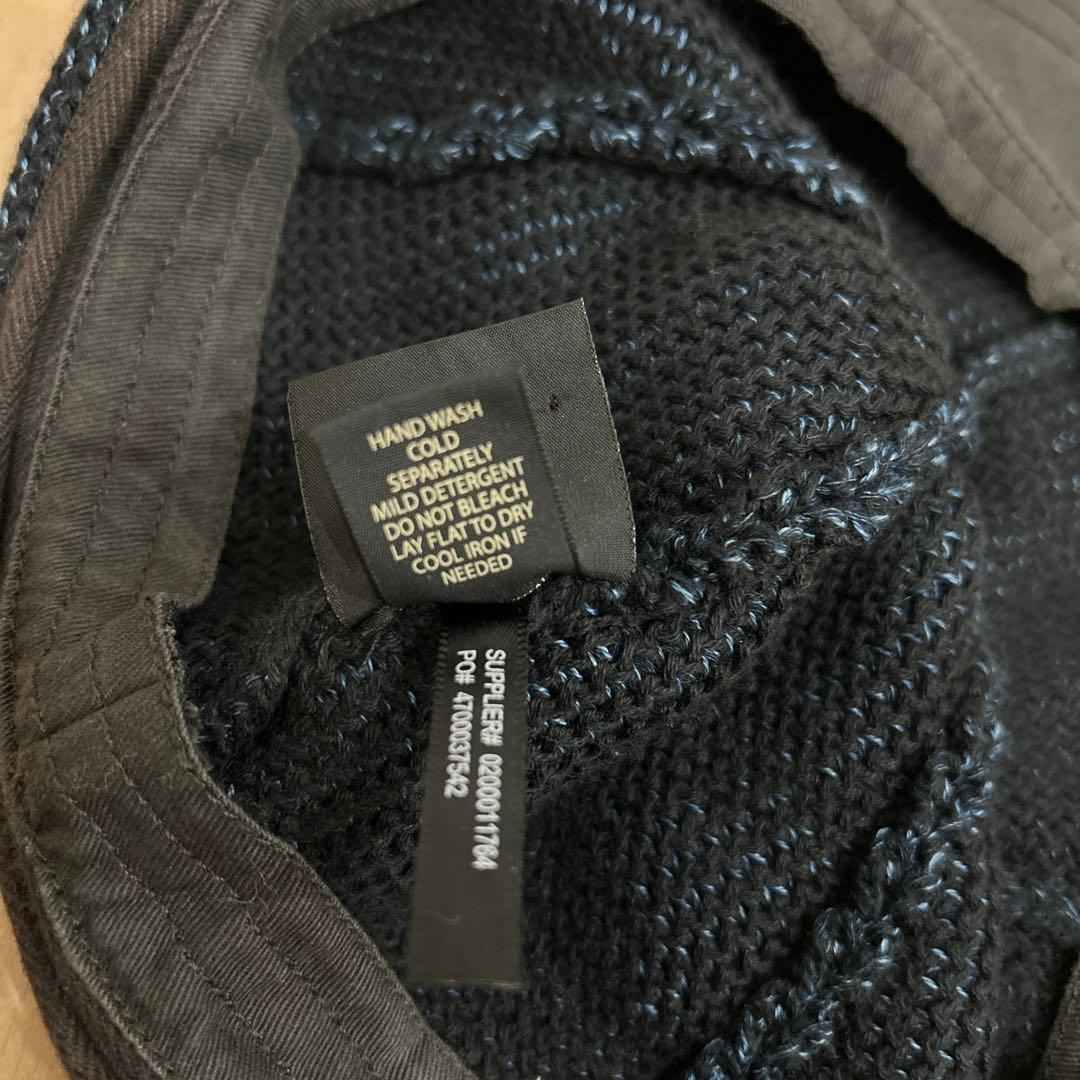 HAND WASH
COLD
SEPARATELY
MILD DETERGENT
DO NOT BLEACH
LAY FLAT TO DRY
COOL IRON IF
NEEDED
SUPPLIER# 0200011764
PO# 4700037542